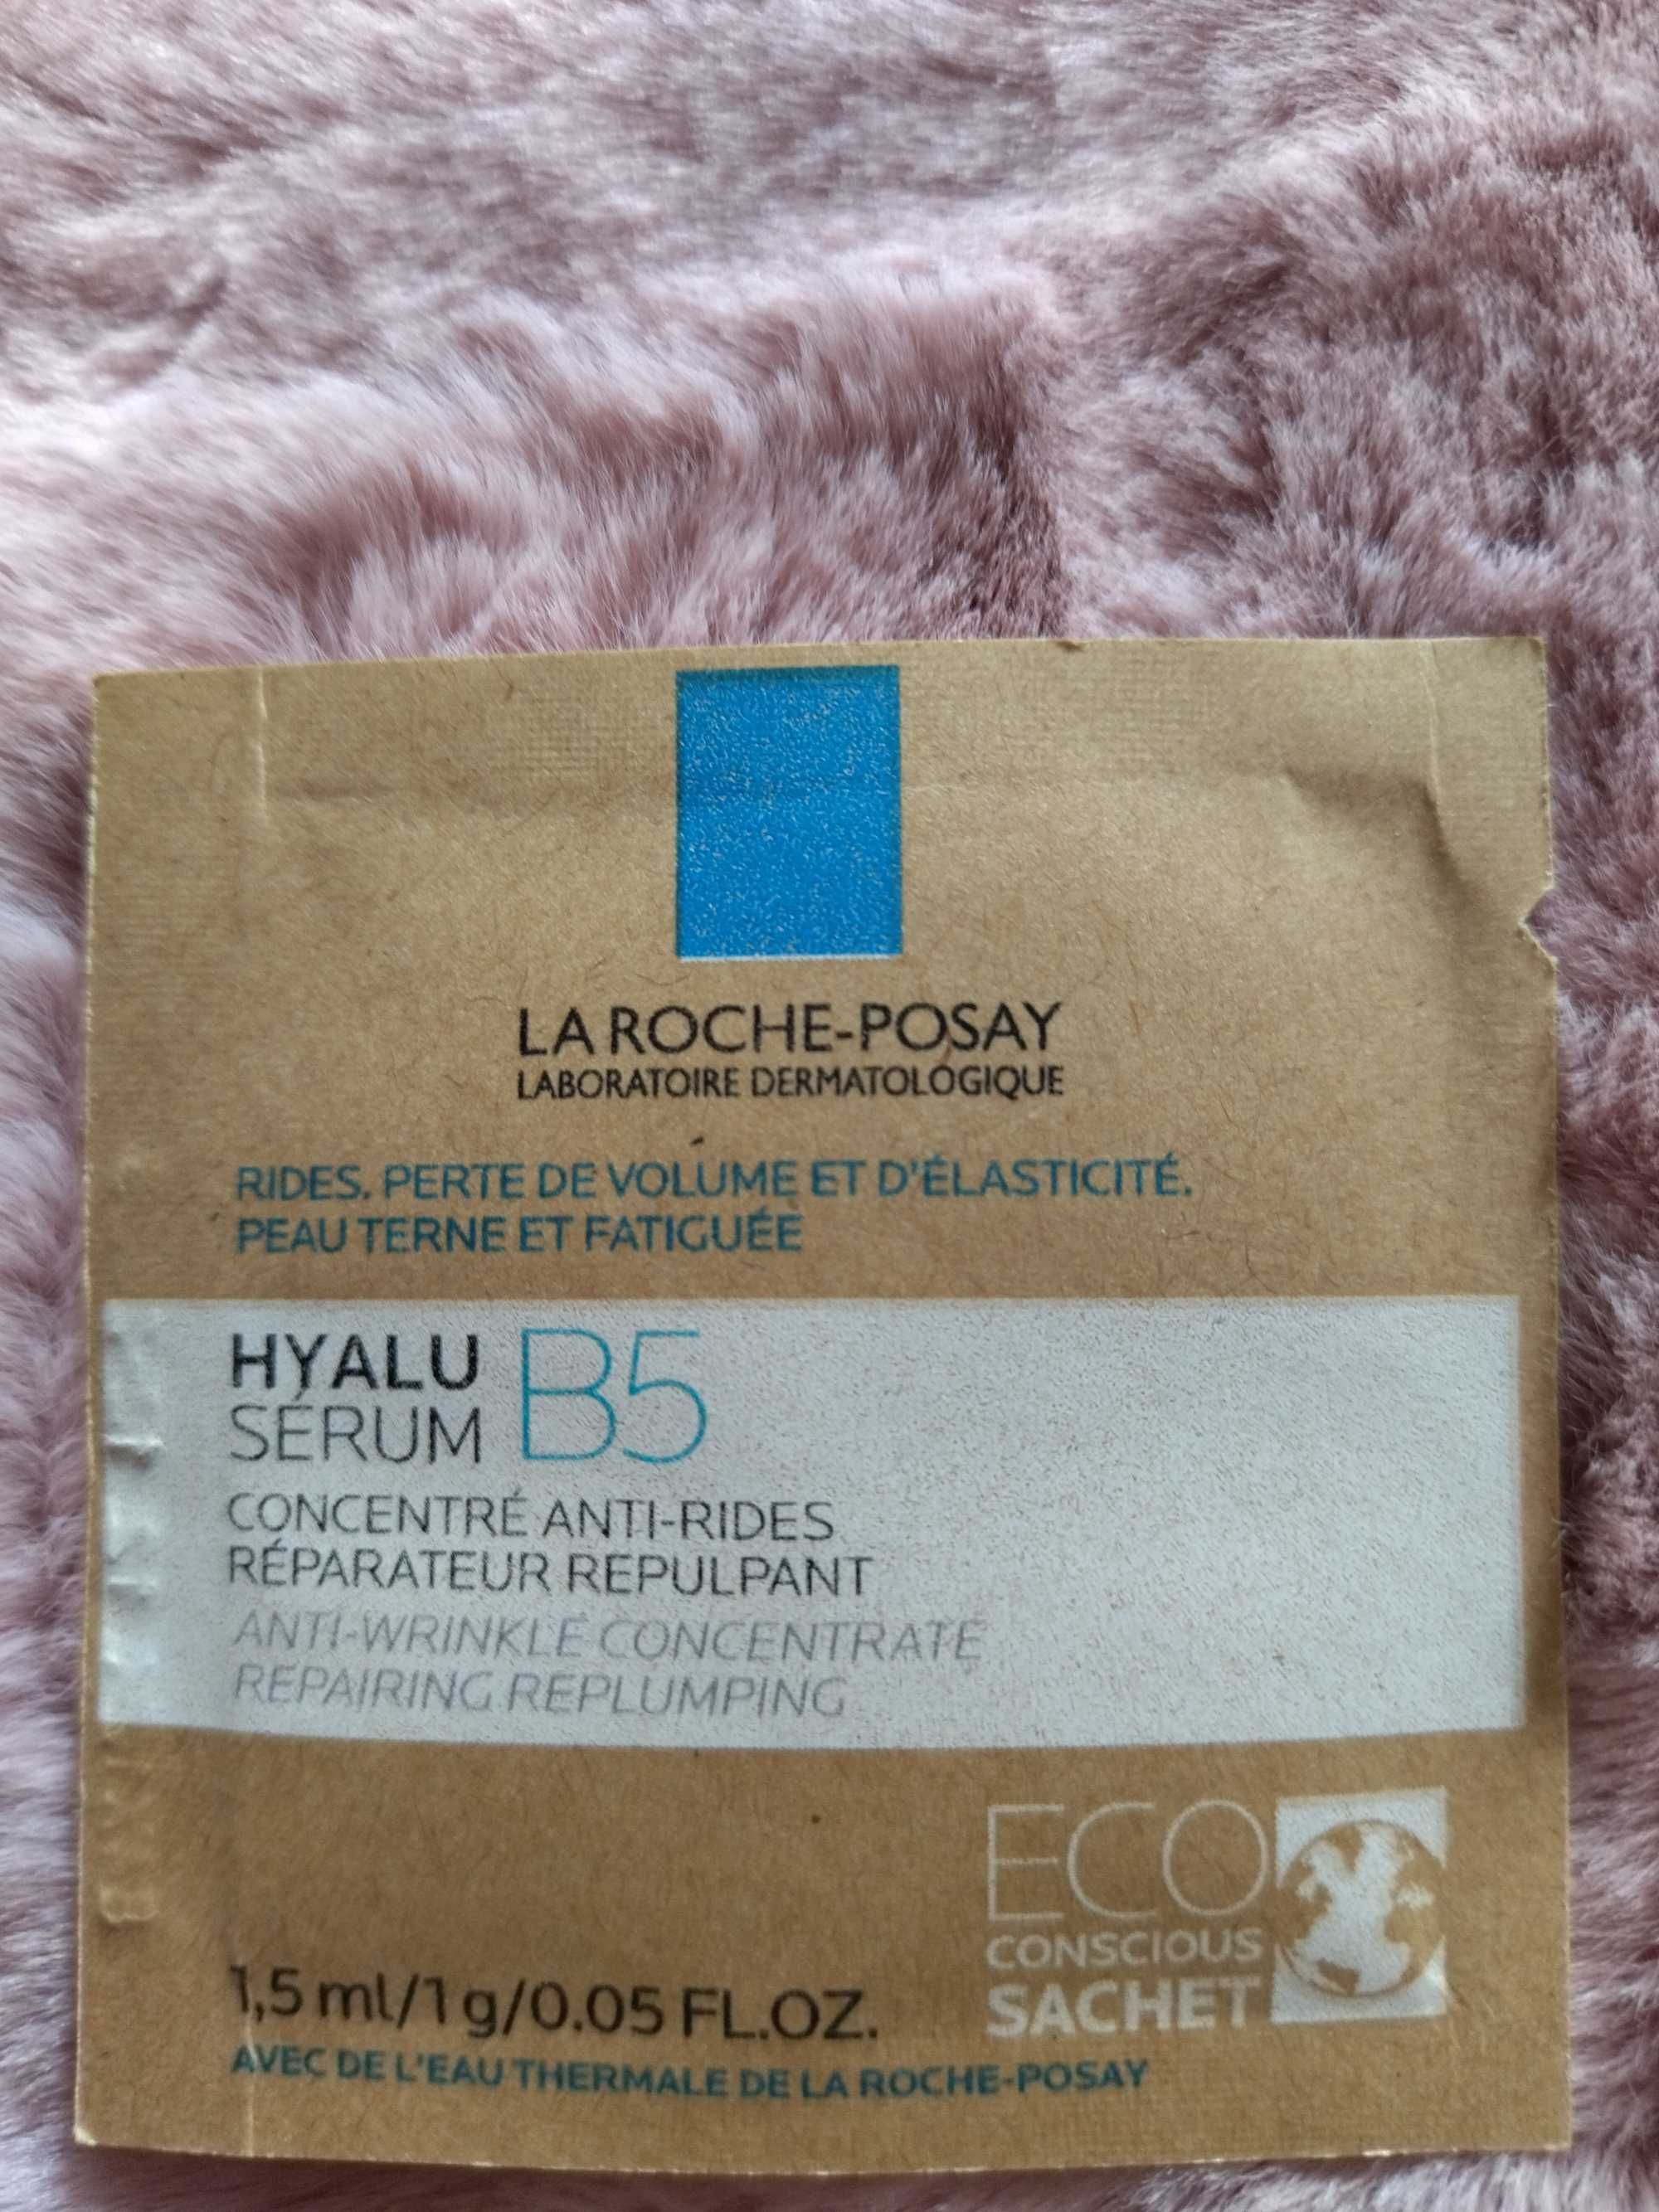 LA ROCHE-POSAY
LABORATOIRE DERMATOLOGIQUE
RIDES, PERTE DE VOLUME ET D'ÉLASTICITÉ,
PEAU TERNE ET FATIGUÉE
HYALU B5
SÉRUM
CONCENTRÉ ANTI-RIDES
RÉPARATEUR REPULPANT
ANTI-WRINKLE CONCENTRATE
REPAIRING REPLUMPING
ECO
CONSCIOUS
SACHET
1,5 ml/1 g/0.05 FL.OZ.
AVEC DE L'EAU THERMALE DE LA ROCHE-POSAY